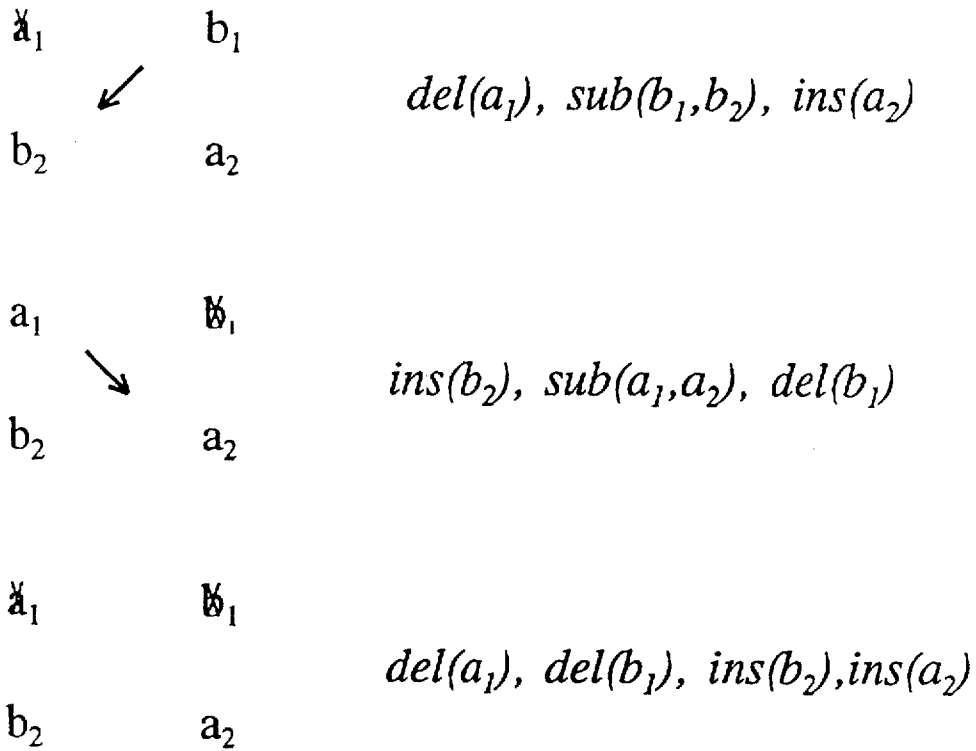 a₁ b₁
del(a₁), sub(b₁,b₂), ins(a₂)
b₂ a₂
a₁ b₁
ins(b₂), sub(a₁,a₂), del(b₁)
b₂ a₂
a₁ b₁
del(a₁), del(b₁), ins(b₂),ins(a₂)
b₂ a₂